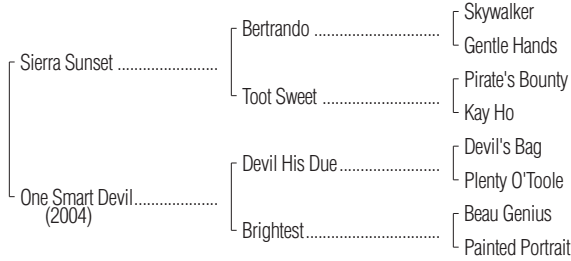 Skywalker
Bertrando ........................
Gentle Hands
Sierra Sunset ........................
Pirate's Bounty
Toot Sweet ........................
Kay Ho
Devil's Bag
Devil His Due ........................
Plenty O'Toole
One Smart Devil ........................
(2004)
Beau Genius
Brightest ........................
Painted Portrait